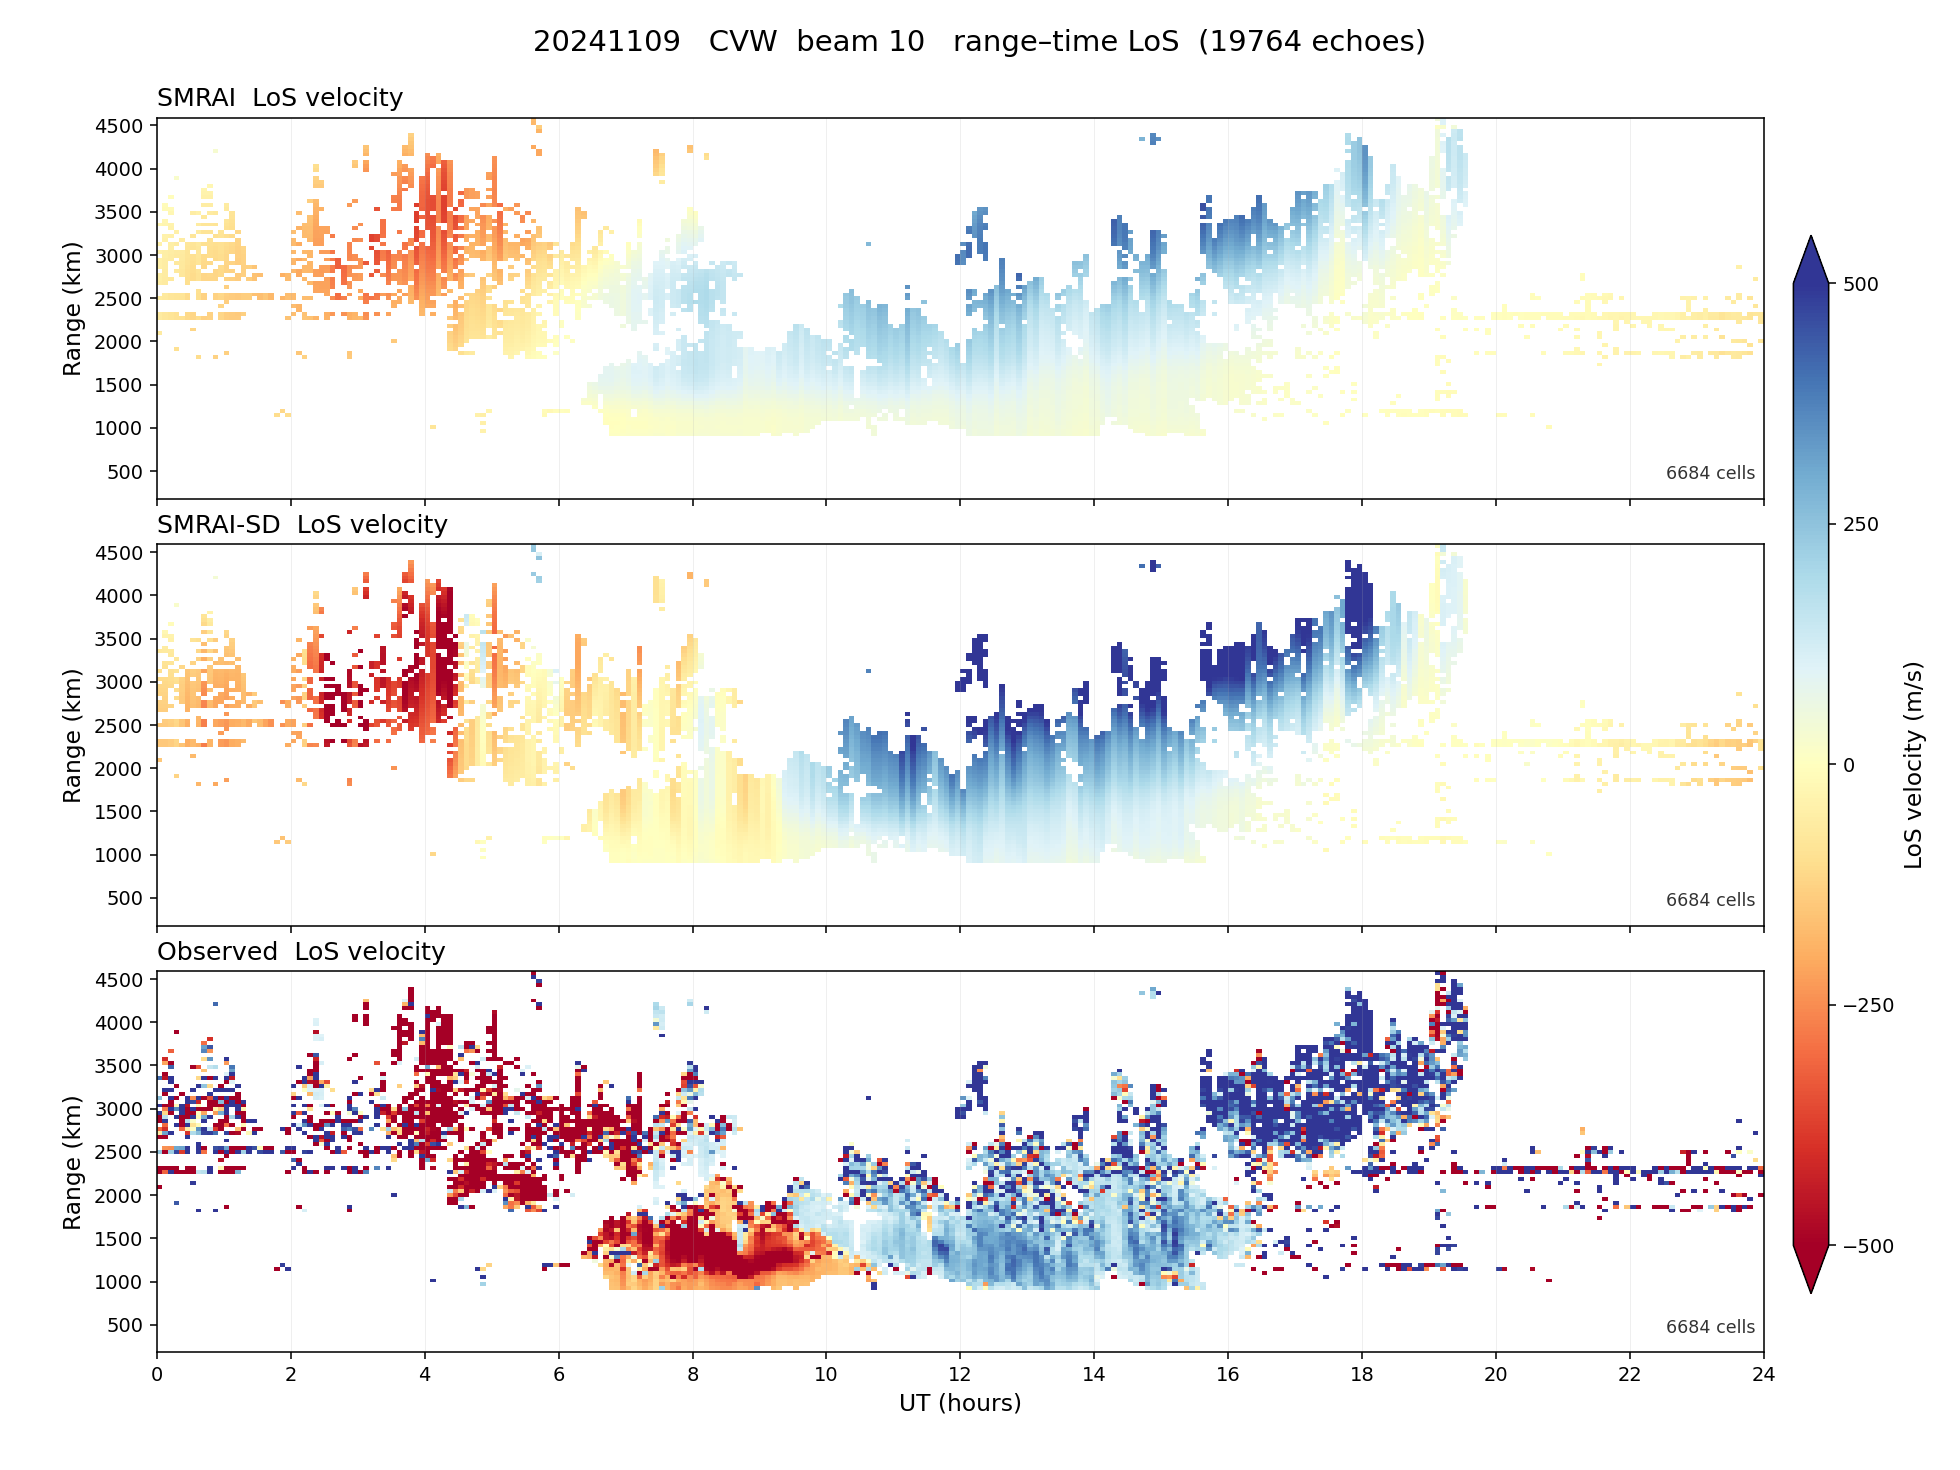 20241109   CVW  beam 10   range–time LoS  (19764 echoes)
SMRAI  LoS velocity
4500
4000
3500
3000
2500
2000
1500
1000
500
Range (km)
6684 cells
SMRAI-SD  LoS velocity
4500
4000
3500
3000
2500
2000
1500
1000
500
Range (km)
6684 cells
Observed  LoS velocity
4500
4000
3500
3000
2500
2000
1500
1000
500
Range (km)
6684 cells
0 2 4 6 8 10 12 14 16 18 20 22 24
UT (hours)
500
250
0
−250
−500
LoS velocity (m/s)